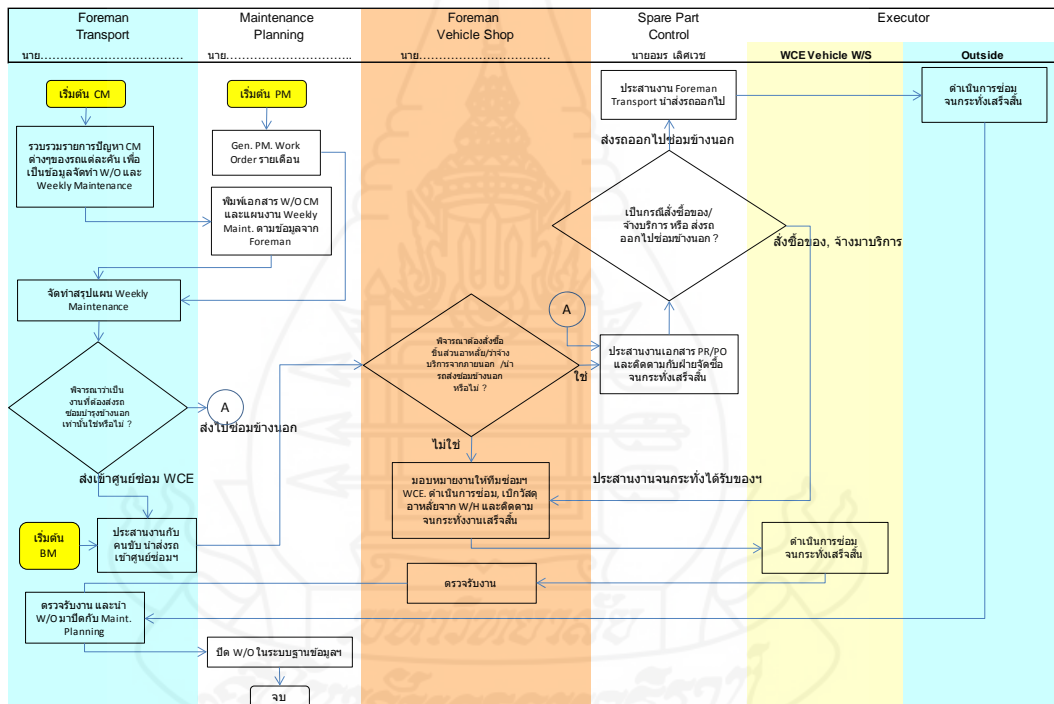 Foreman
Transport
Maintenance
Planning
Foreman
Vehicle Shop
Spare Part
Control
Executor
นาย................................
นาย..............................
นาย................................
นายอมร เลิศเวช
WCE Vehicle W/S
Outside
เริ่มต้น CM
เริ่มต้น PM
ประสานงาน Foreman
Transport นำส่งรถออกไป
ดำเนินการซ่อม
จนกระทั่งเสร็จสิ้น
รวบรวมรายการปัญหา CM
ต่างๆของรถแต่ละคัน เพื่อ
เป็นข้อมูลจัดทำ W/O และ
Weekly Maintenance
Gen. PM. Work
Order รายเดือน
ส่งรถออกไปซ่อมข้างนอก
พิมพ์เอกสาร W/O CM
และแผนงาน Weekly
Maint. ตามข้อมูลจาก
Foreman
เป็นกรณีสั่งซื้อของ/
จ้างบริการ หรือ ส่งรถ
ออกไปซ่อมข้างนอก ?
สั่งซื้อของ, จ้างมาบริการ
จัดทำสรุปแผน Weekly
Maintenance
A
พิจารณาต้องสั่งซื้อ
ชิ้นส่วนอาหลั่ย/ว่าจ้าง
บริการจากภายนอก /นำ
รถส่งซ่อมข้างนอก
หรือไม่ ?
ใช่
ประสานงานเอกสาร PR/PO
และติดตามกับฝ่ายจัดซื้อ
จนกระทั่งเสร็จสิ้น
พิจารณาว่าเป็น
งานที่ต้องส่งรถ
ซ่อมบำรุงข้างนอก
เท่านั้นใช่หรือไม่ ?
A
ส่งไปซ่อมข้างนอก
ไม่ใช่
ส่งเข้าศูนย์ซ่อม WCE
มอบหมายงานให้ทีมซ่อมฯ
WCE. ดำเนินการซ่อม, เบิกวัสดุ
อาหลั่ยจาก W/H และติดตาม
จนกระทั่งงานเสร็จสิ้น
ประสานงานจนกระทั่งได้รับของฯ
เริ่มต้น
BM
ประสานงานกับ
คนขับ นำส่งรถ
เข้าศูนย์ซ่อมฯ
ดำเนินการซ่อม
จนกระทั่งเสร็จสิ้น
ตรวจรับงาน
ตรวจรับงาน และนำ
W/O มาปิดกับ Maint.
Planning
ปิด W/O ในระบบฐานข้อมูลฯ
จบ